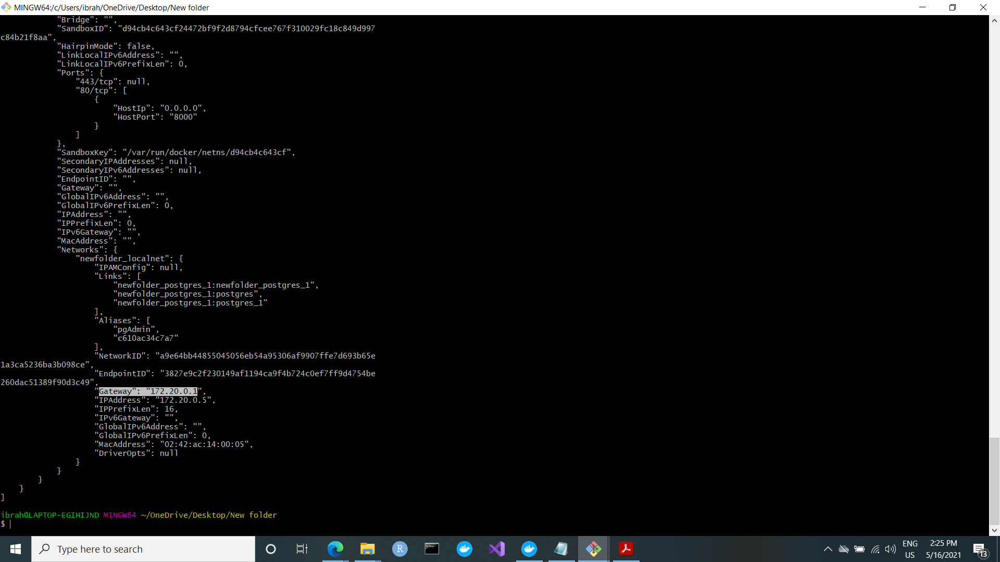 MINGW64:/c/Users/ibrah/OneDrive/Desktop/New folder
"Bridge": "",
"SandboxID": "d94cb4c643cf24472bf9f2d8794cfcee767f310029fc18c849d997
c84b21f8aa",
"HairpinMode": false,
"LinkLocalIPv6Address": "",
"LinkLocalIPv6PrefixLen": 0,
"Ports": {
"443/tcp": null,
"80/tcp": [
{
"HostIp": "0.0.0.0",
"HostPort": "8000"
}
]
},
"SandboxKey": "/var/run/docker/netns/d94cb4c643cf",
"SecondaryIPAddresses": null,
"SecondaryIPv6Addresses": null,
"EndpointID": "",
"Gateway": "",
"GlobalIPv6Address": "",
"GlobalIPv6PrefixLen": 0,
"IPAddress": "",
"IPPrefixLen": 0,
"IPv6Gateway": "",
"MacAddress": "",
"Networks": {
"newfolder_localnet": {
"IPAMConfig": null,
"Links": [
"newfolder_postgres_1:newfolder_postgres_1",
"newfolder_postgres_1:postgres",
"newfolder_postgres_1:postgres_1"
],
"Aliases": [
"pgAdmin",
"c610ac34c7a7"
],
"NetworkID": "a9e64bb44855045056eb54a95306af9907ffe7d693b65e
1a3ca5236ba3b098ce",
"EndpointID": "3827e9c2f230149af1194ca9f4b724c0ef7ff9d4754be
260dac51389f90d3c49",
"Gateway": "172.20.0.1",
"IPAddress": "172.20.0.5",
"IPPrefixLen": 16,
"IPv6Gateway": "",
"GlobalIPv6Address": "",
"GlobalIPv6PrefixLen": 0,
"MacAddress": "02:42:ac:14:00:05",
"DriverOpts": null
}
}
}
}
]
ibrah@LAPTOP-EGIHIJND MINGW64 ~/OneDrive/Desktop/New folder
$
Type here to search
R
ENG
US
2:25 PM
5/16/2021
13